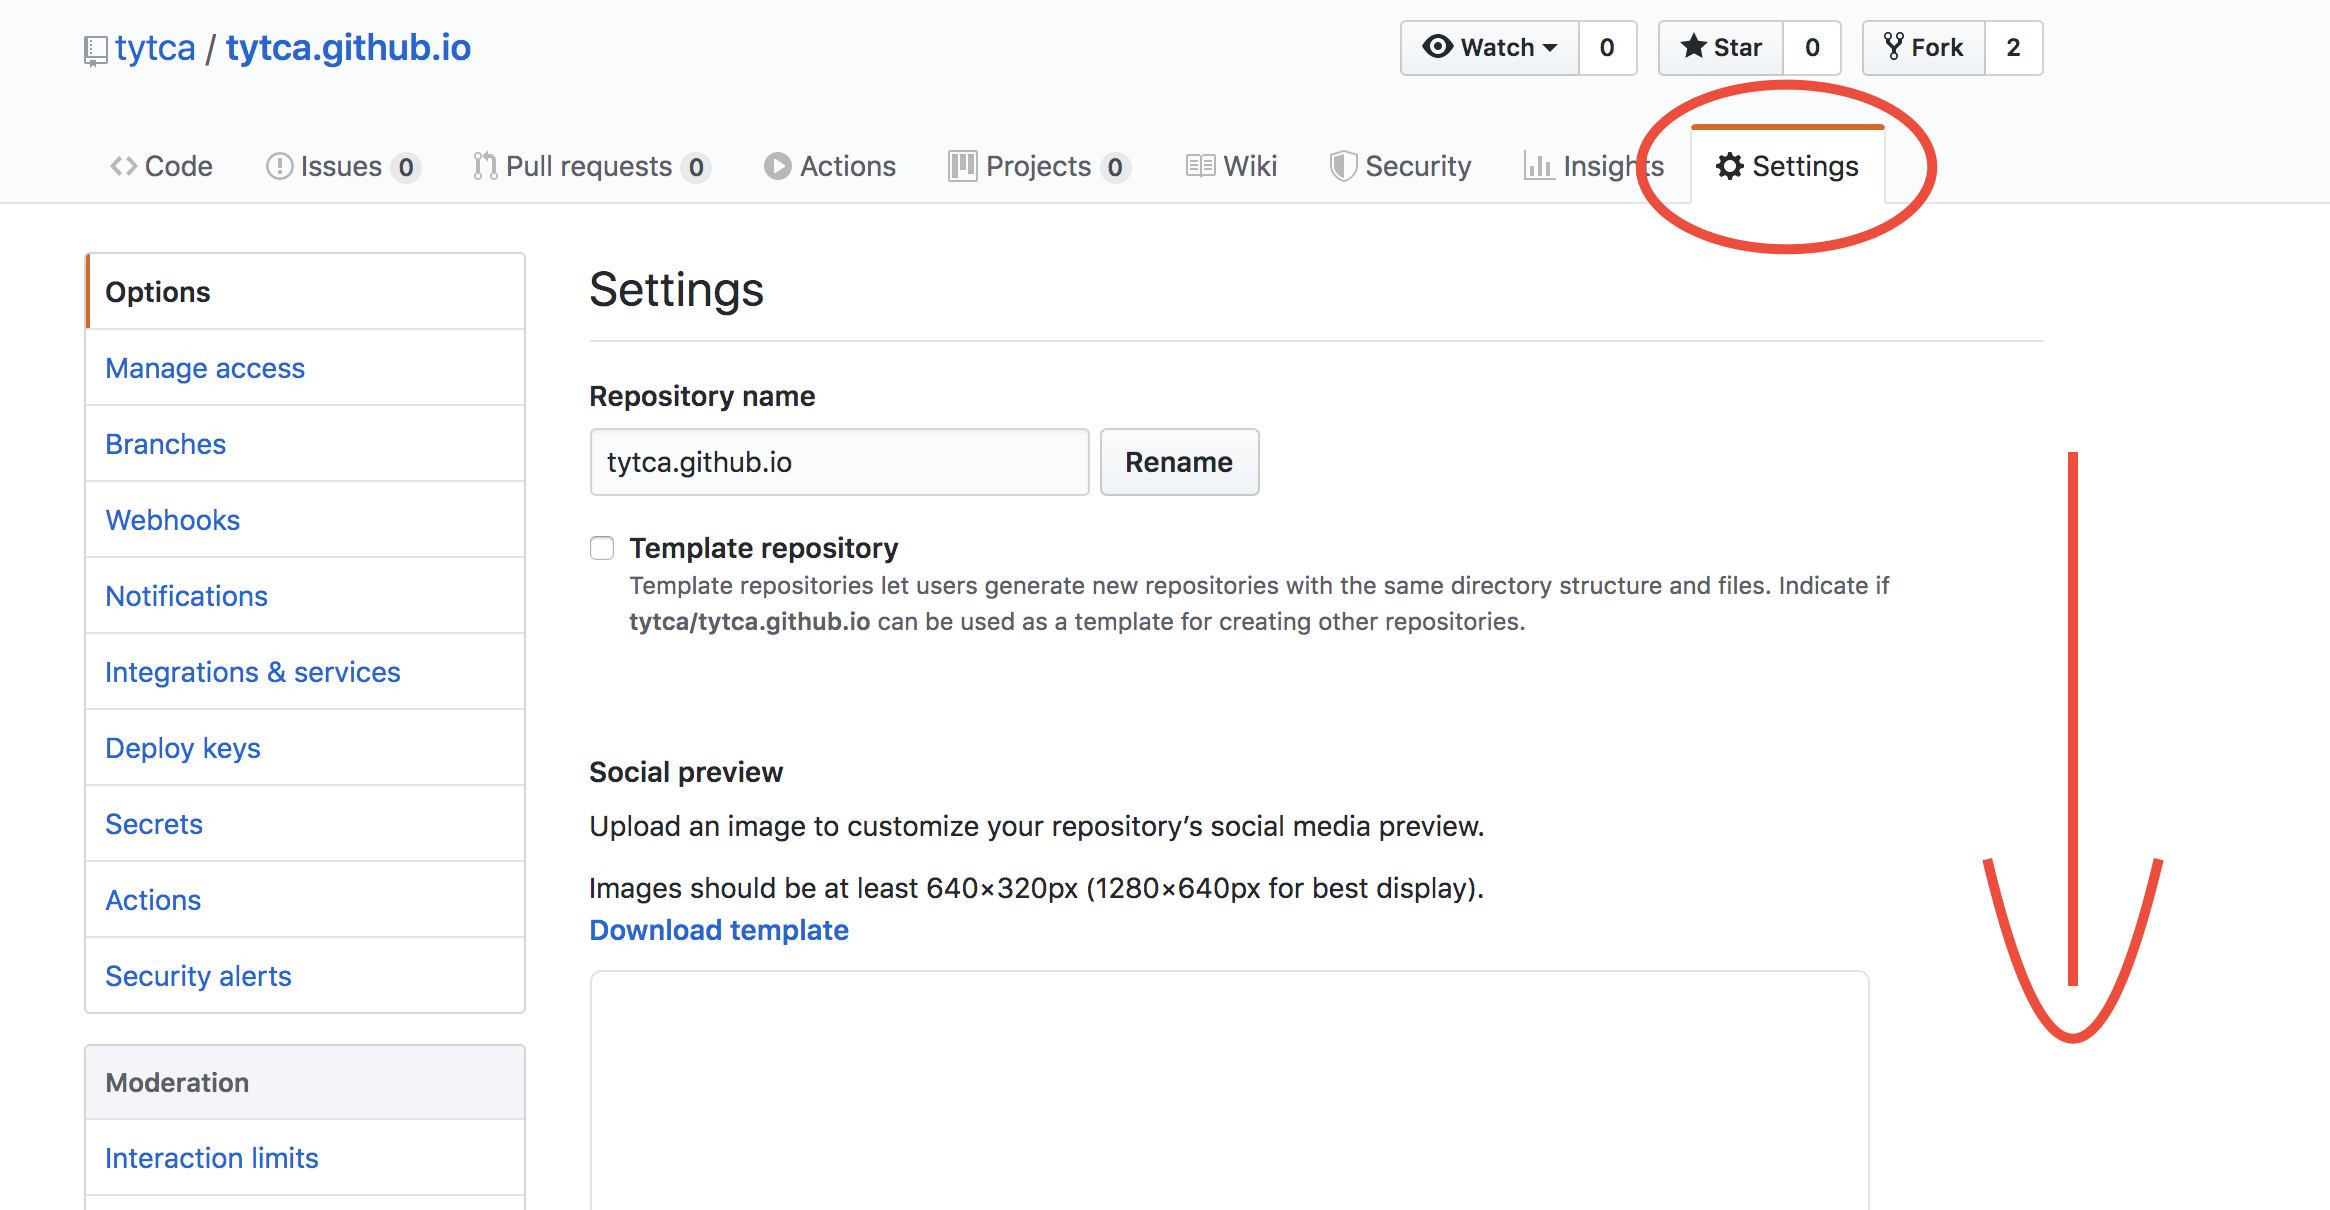 tytca / tytca.github.io
Watch 0
Star 0
Fork 2
Code
Issues 0
Pull requests 0
Actions
Projects 0
Wiki
Security
Insights
Settings
Options
Manage access
Branches
Webhooks
Notifications
Integrations & services
Deploy keys
Secrets
Actions
Security alerts
Moderation
Interaction limits
Settings
Repository name
tytca.github.io
Rename
Template repository
Template repositories let users generate new repositories with the same directory structure and files. Indicate if
tytca/tytca.github.io can be used as a template for creating other repositories.
Social preview
Upload an image to customize your repository’s social media preview.
Images should be at least 640×320px (1280×640px for best display).
Download template